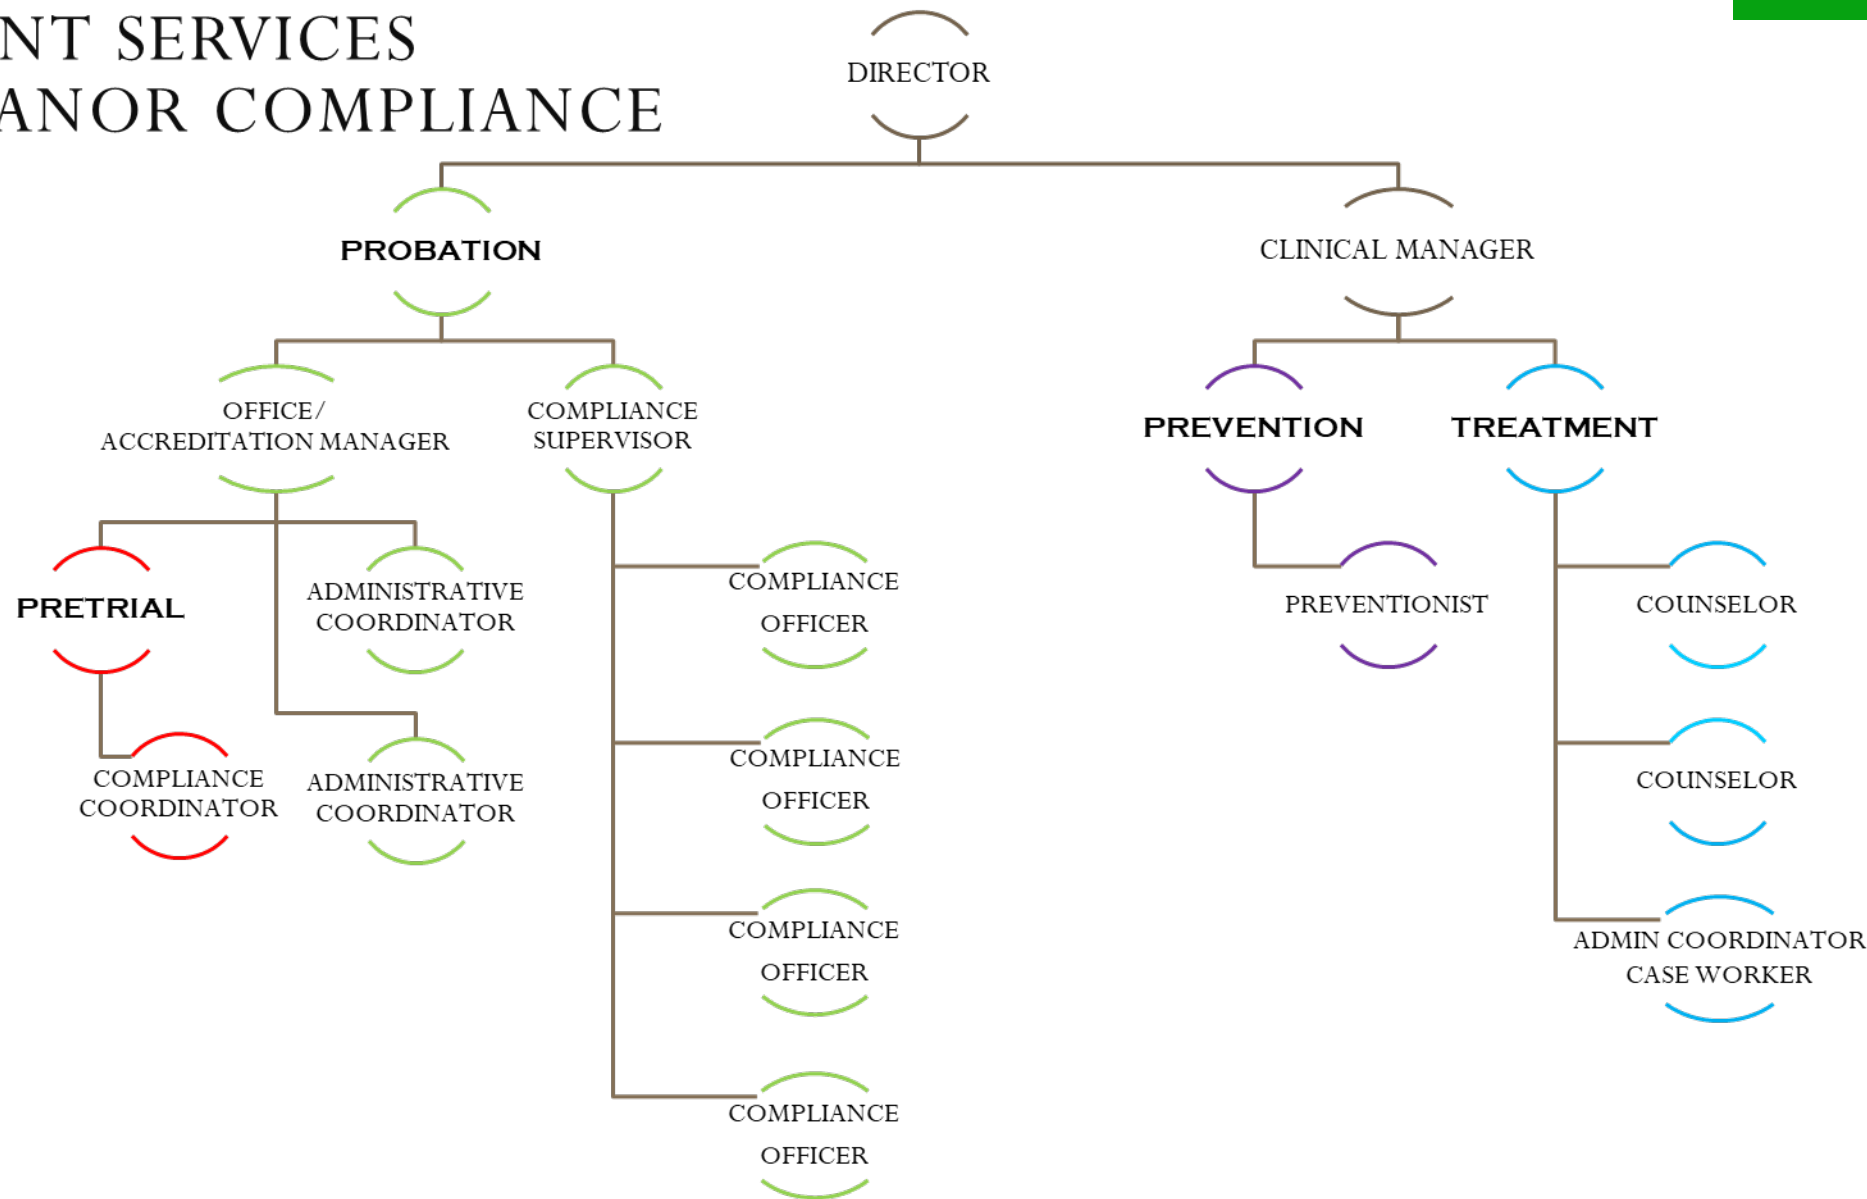 NT SERVICES
ANOR COMPLIANCE
DIRECTOR
PROBATION
CLINICAL MANAGER
OFFICE/
ACCREDITATION MANAGER
COMPLIANCE
SUPERVISOR
PREVENTION
TREATMENT
PRETRIAL
ADMINISTRATIVE
COORDINATOR
COMPLIANCE
OFFICER
PREVENTIONIST
COUNSELOR
COMPLIANCE
COORDINATOR
ADMINISTRATIVE
COORDINATOR
COMPLIANCE
OFFICER
COUNSELOR
COMPLIANCE
OFFICER
ADMIN COORDINATOR
CASE WORKER
COMPLIANCE
OFFICER